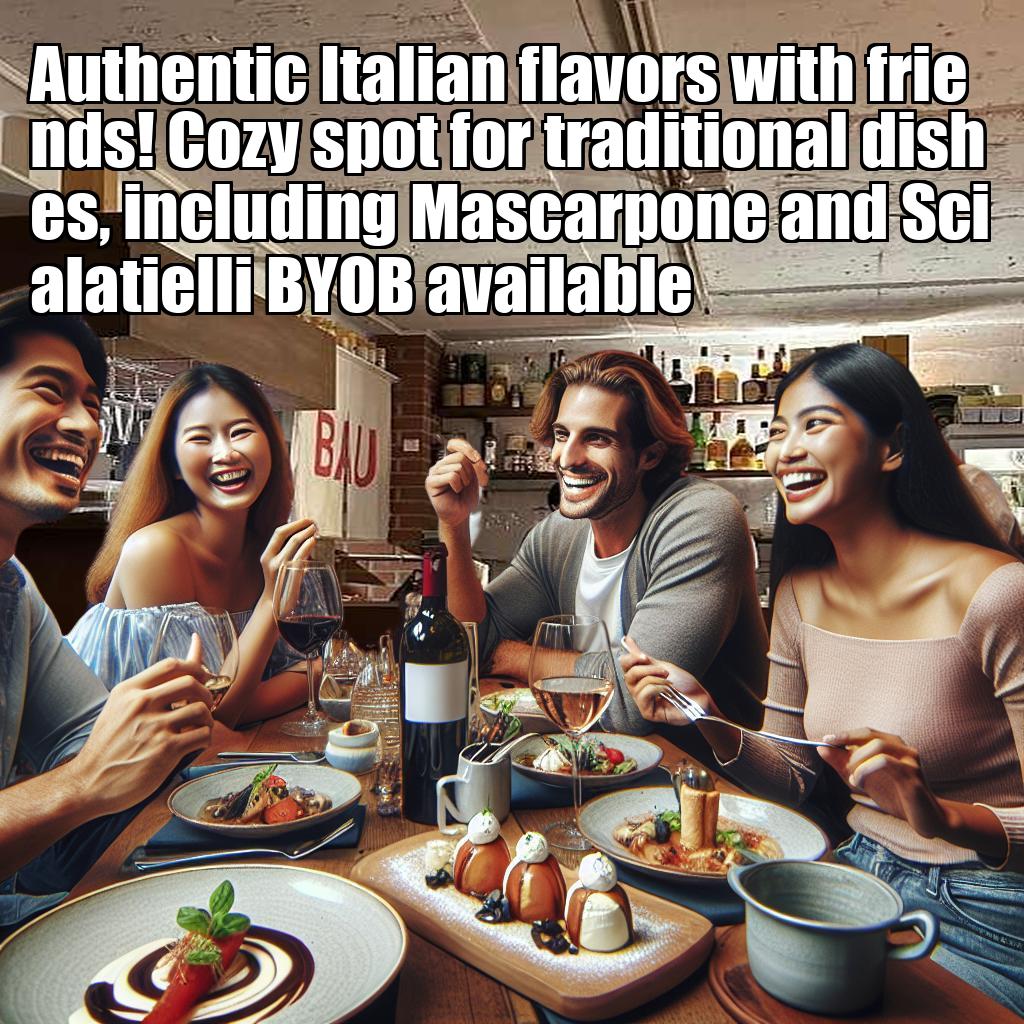 Authentic Italian flavors with frie
nds! Cozy spot for traditional dish
es, including Mascarpone and Sci
alatielli BYOB available
BAU